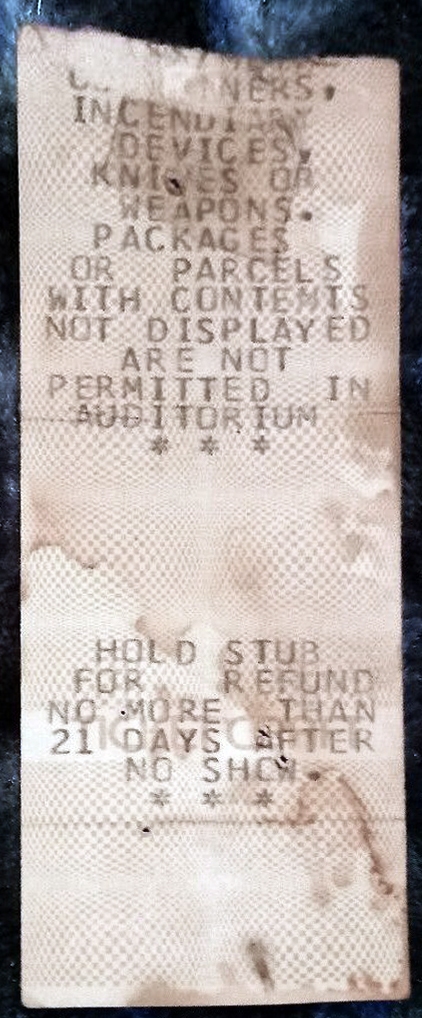 INCENDIARY
DEVICES,
KNIVES OR
WEAPONS.
PACKAGES
OR PARCELS
WITH CONTENTS
NOT DISPLAYED
ARE NOT
PERMITTED IN
AUDITORIUM
* * *
HOLD STUB
FOR REFUND
NO MORE THAN
21 DAYS AFTER
NO SHOW.
* * *